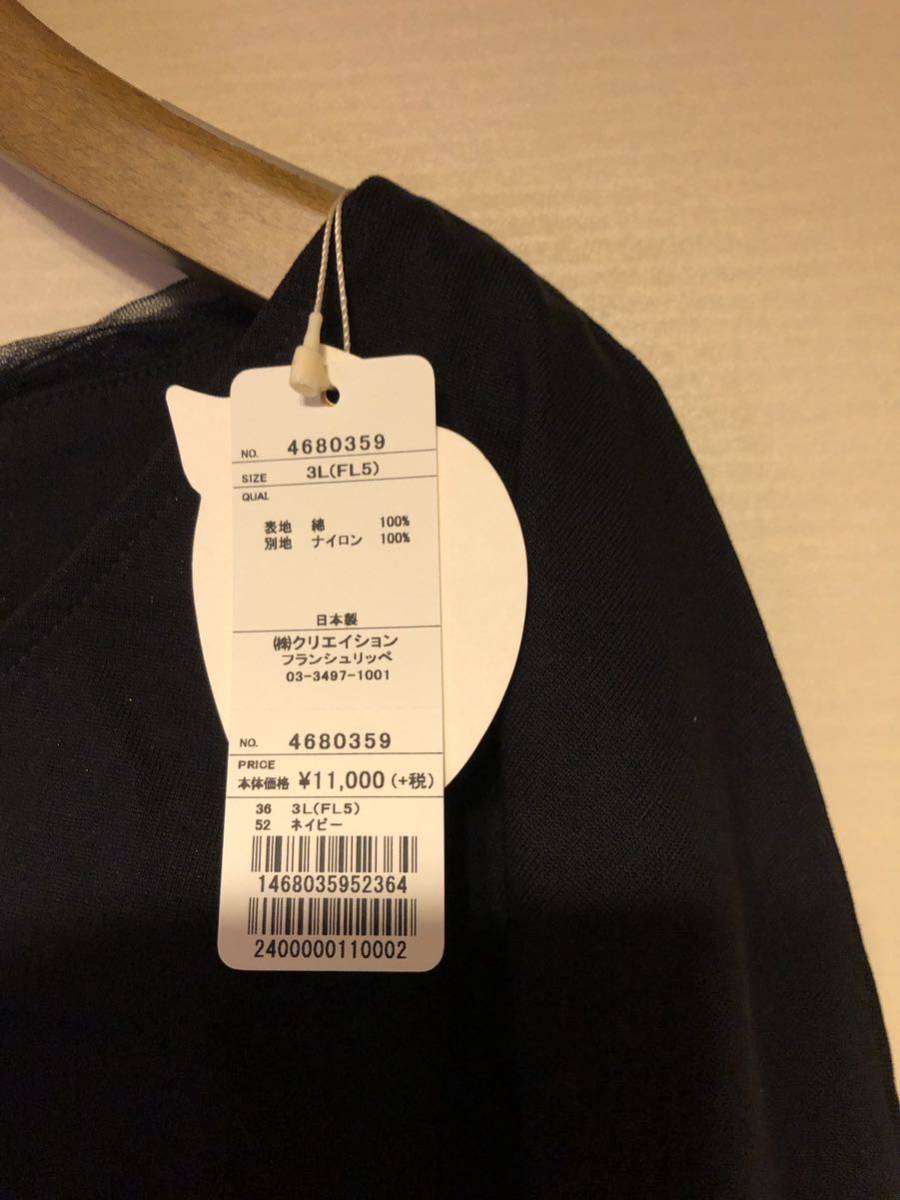 NO. 4680359
SIZE 3L(FL5)
QUAL
表地 綿 100%
別地 ナイロン 100%
日本製
㈱クリエイション
フランシュリッペ
03-3497-1001
NO. 4680359
PRICE
本体価格 ¥11,000 (+税)
36 3L(FL5)
52 ネイビー
1468035952364
2400000110002